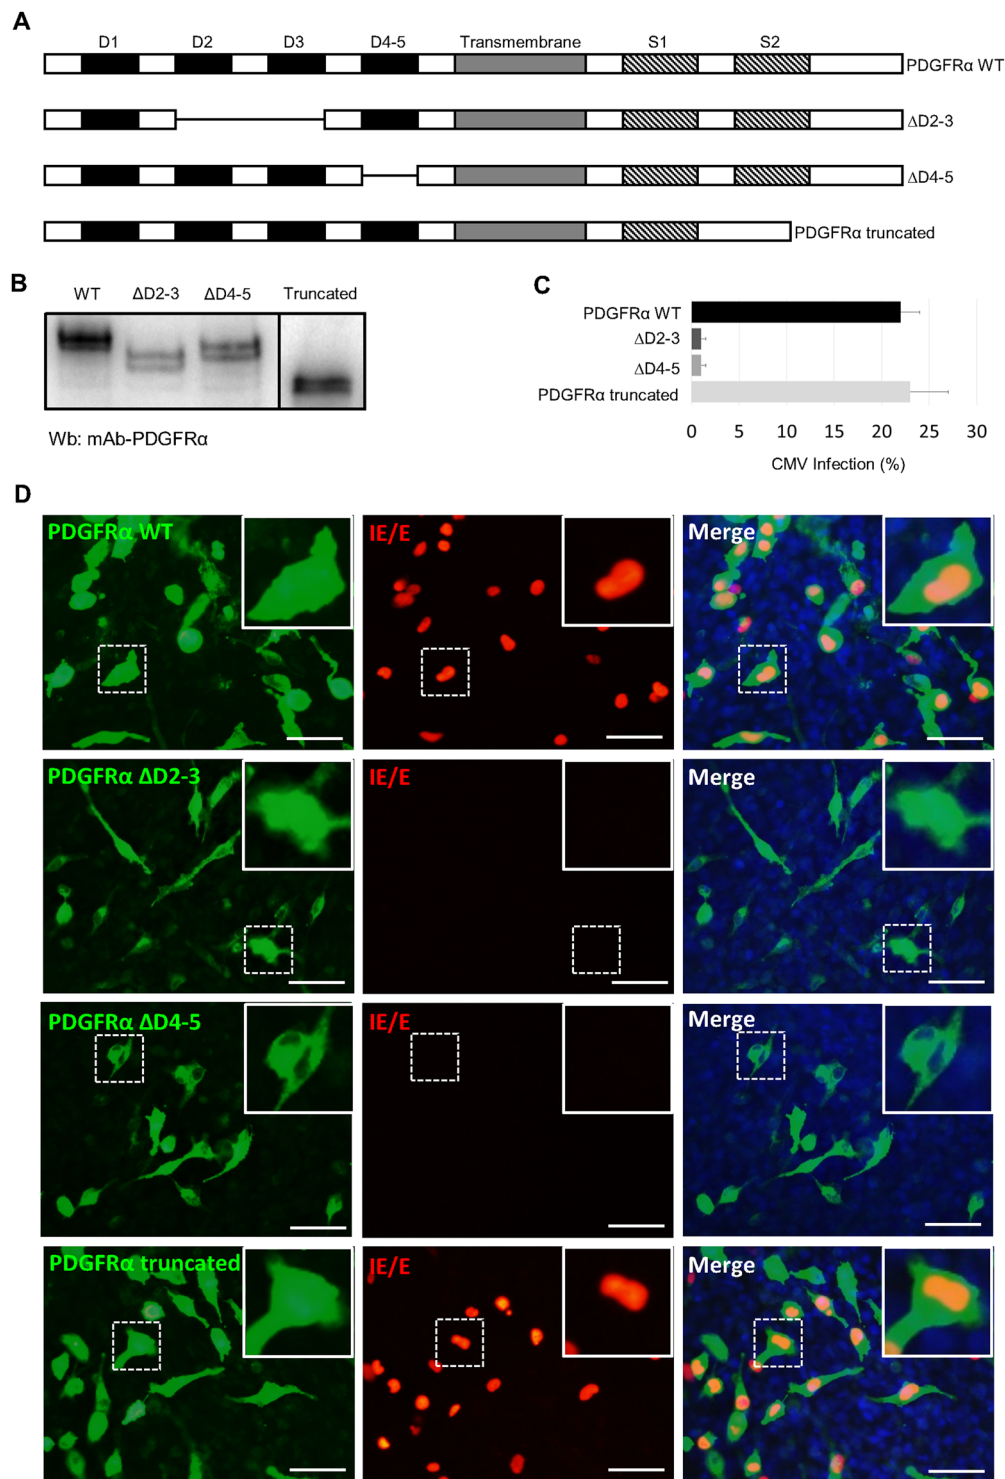 A
D1 D2 D3 D4-5 Transmembrane S1 S2
PDGFRα WT
ΔD2-3
ΔD4-5
PDGFRα truncated
B
WT ΔD2-3 ΔD4-5 Truncated
Wb: mAb-PDGFRα
C
PDGFRα WT
ΔD2-3
ΔD4-5
PDGFRα truncated
0 5 10 15 20 25 30
CMV Infection (%)
D
PDGFRα WT IE/E Merge
PDGFRα ΔD2-3 IE/E Merge
PDGFRα ΔD4-5 IE/E Merge
PDGFRα truncated IE/E Merge